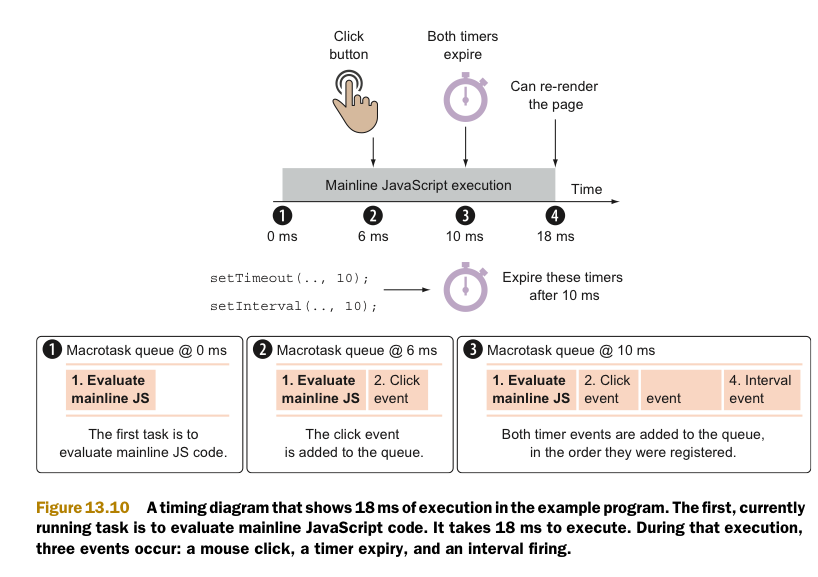 Click
button
Both timers
expire
Can re-render
the page
Mainline JavaScript execution
Time
1
2
3
4
0 ms
6 ms
10 ms
18 ms
setTimeout(.., 10);
setInterval(.., 10);
Expire these timers
after 10 ms
1 Macrotask queue @ 0 ms
1. Evaluate
mainline JS
The first task is to
evaluate mainline JS code.
2 Macrotask queue @ 6 ms
1. Evaluate
mainline JS
2. Click
event
The click event
is added to the queue.
3 Macrotask queue @ 10 ms
1. Evaluate
mainline JS
2. Click
event
event
4. Interval
event
Both timer events are added to the queue,
in the order they were registered.
Figure 13.10 A timing diagram that shows 18 ms of execution in the example program. The first, currently
running task is to evaluate mainline JavaScript code. It takes 18 ms to execute. During that execution,
three events occur: a mouse click, a timer expiry, and an interval firing.